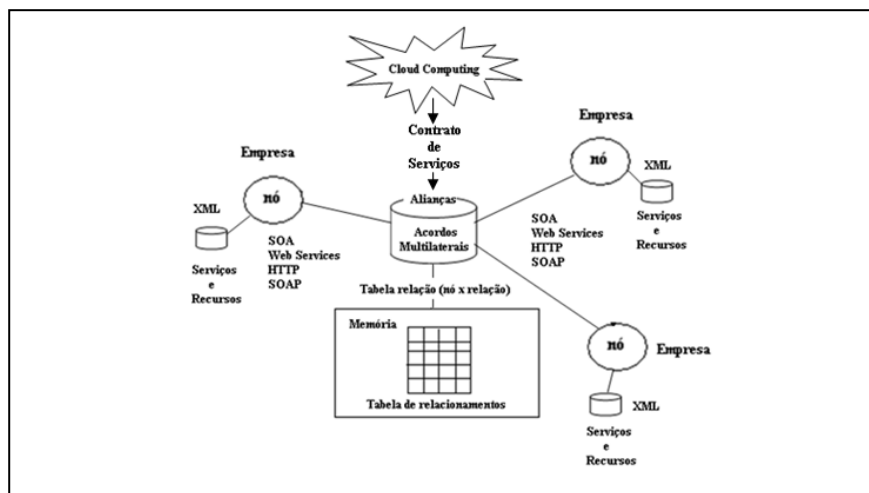 Cloud Computing
Contrato
de
Serviços
Empresa
nó
XML
Serviços
e
Recursos
Empresa
nó
XML
Serviços
e
Recursos
SOA
Web Services
HTTP
SOAP
Alianças
Acordos
Multilaterais
SOA
Web Services
HTTP
SOAP
Tabela relação (nó x relação)
Memória
Tabela de relacionamentos
nó
Empresa
XML
Serviços
e
Recursos